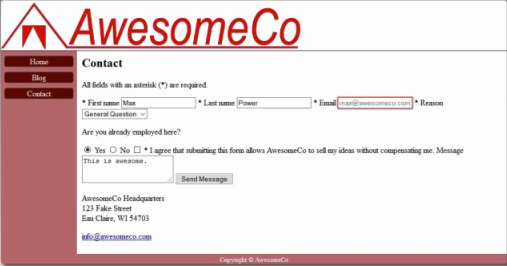 AwesomeCo
Home
Blog
Contact
Contact
All fields with an asterisk (*) are required.
* First name Max * Last name Power * Email max@awesomeco.com * Reason
General Question
Are you already employed here?
Yes No * I agree that submitting this form allows AwesomeCo to sell my ideas without compensating me. Message
This is awesome.
Send Message
AwesomeCo Headquarters
123 Fake Street
Eau Claire, WI 54703
info@awesomeco.com
Copyright © AwesomeCo